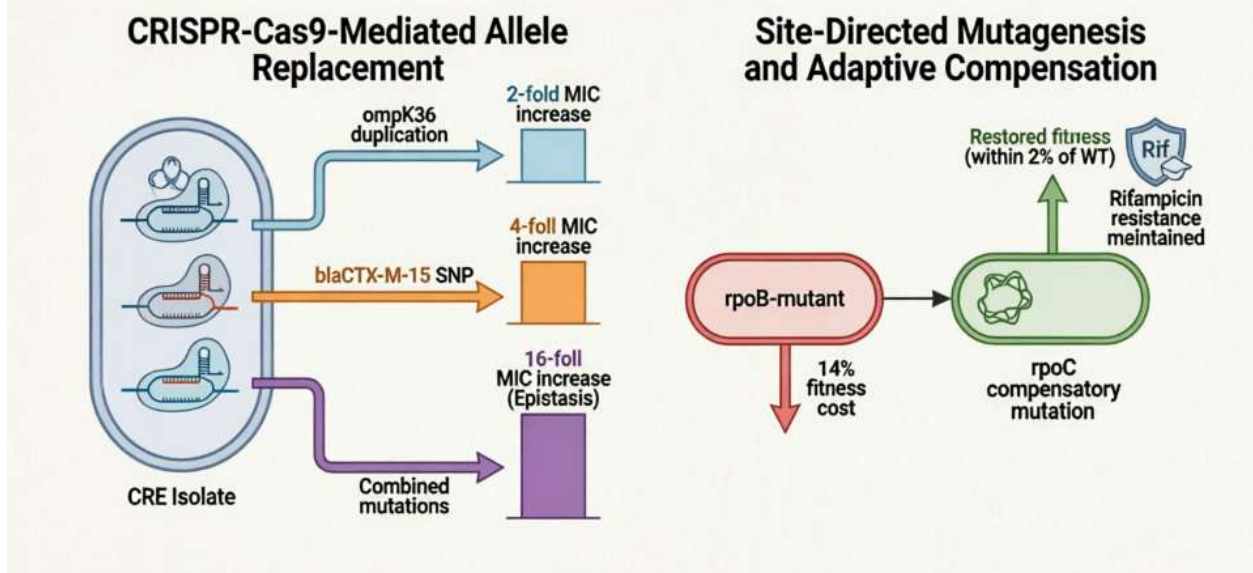 CRISPR-Cas9-Mediated Allele
Replacement
ompK36
duplication
2-fold MIC
increase
blaCTX-M-15 SNP
4-foll MIC
increase
16-foll
MIC increase
(Epistasis)
Combined
mutations
CRE Isolate
Site-Directed Mutagenesis
and Adaptive Compensation
Restored fitness
(within 2% of WT)
Rif
Rifampicin
resistance
meintained
rpoB-mutant
14%
fitness
cost
rpoC
compensatory
mutation